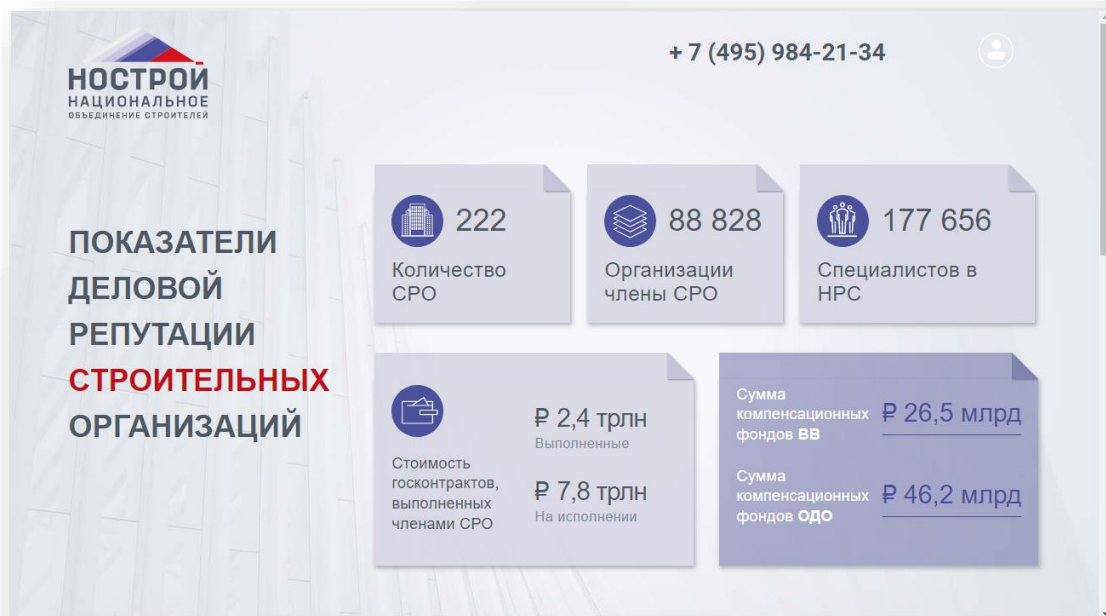 НОСТРОЙ
НАЦИОНАЛЬНОЕ
ОБЪЕДИНЕНИЕ СТРОИТЕЛЕЙ
+ 7 (495) 984-21-34
ПОКАЗАТЕЛИ
ДЕЛОВОЙ
РЕПУТАЦИИ
СТРОИТЕЛЬНЫХ
ОРГАНИЗАЦИЙ
222
Количество
СРО
88 828
Организации
члены СРО
177 656
Специалистов в
НРС
Стоимость
госконтрактов,
выполненных
членами СРО
₽ 2,4 трлн
Выполненные
₽ 7,8 трлн
На исполнении
Сумма
компенсационных
фондов ВВ
₽ 26,5 млрд
Сумма
компенсационных
фондов ОДО
₽ 46,2 млрд